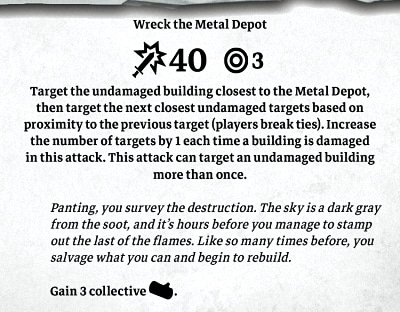 Wreck the Metal Depot
40 3
Target the undamaged building closest to the Metal Depot,
then target the next closest undamaged targets based on
proximity to the previous target (players break ties). Increase
the number of targets by 1 each time a building is damaged
in this attack. This attack can target an undamaged building
more than once.
Panting, you survey the destruction. The sky is a dark gray
from the soot, and it's hours before you manage to stamp
out the last of the flames. Like so many times before, you
salvage what you can and begin to rebuild.
Gain 3 collective .